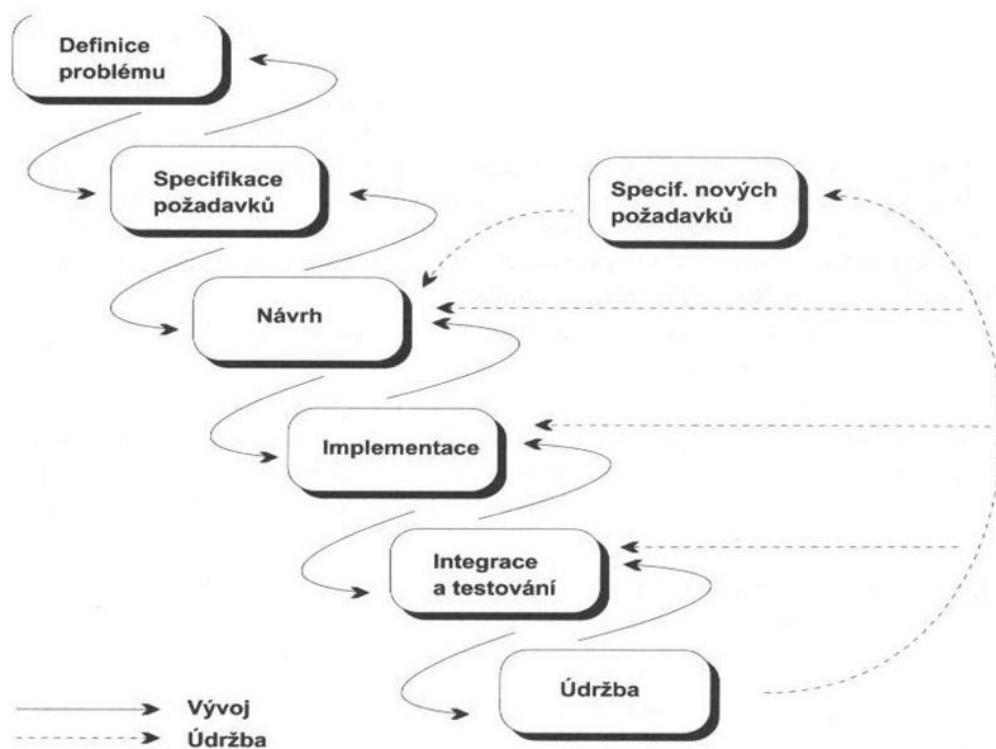 Definice
problému
Specifikace
požadavků
Specif. nových
požadavků
Návrh
Implementace
Integrace
a testování
Údržba
Vývoj
Údržba